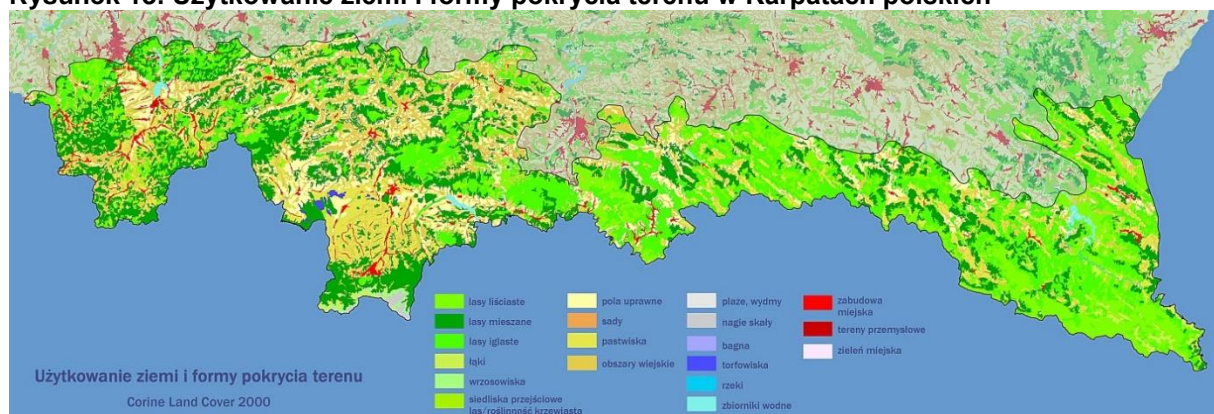 Rysunek 15. Użytkowanie ziemi i formy pokrycia terenu w Karpatach polskich
lasy liściaste
lasy mieszane
lasy iglaste
łąki
wrzosowiska
siedliska przejściowe
las/roślinność krzewiasta
pola uprawne
sady
pastwiska
obszary wiejskie
plaże, wydmy
nagie skały
bagna
torfowiska
rzeki
zbiorniki wodne
zabudowa
miejska
tereny przemysłowe
zieleń miejska
Użytkowanie ziemi i formy pokrycia terenu
Corine Land Cover 2000